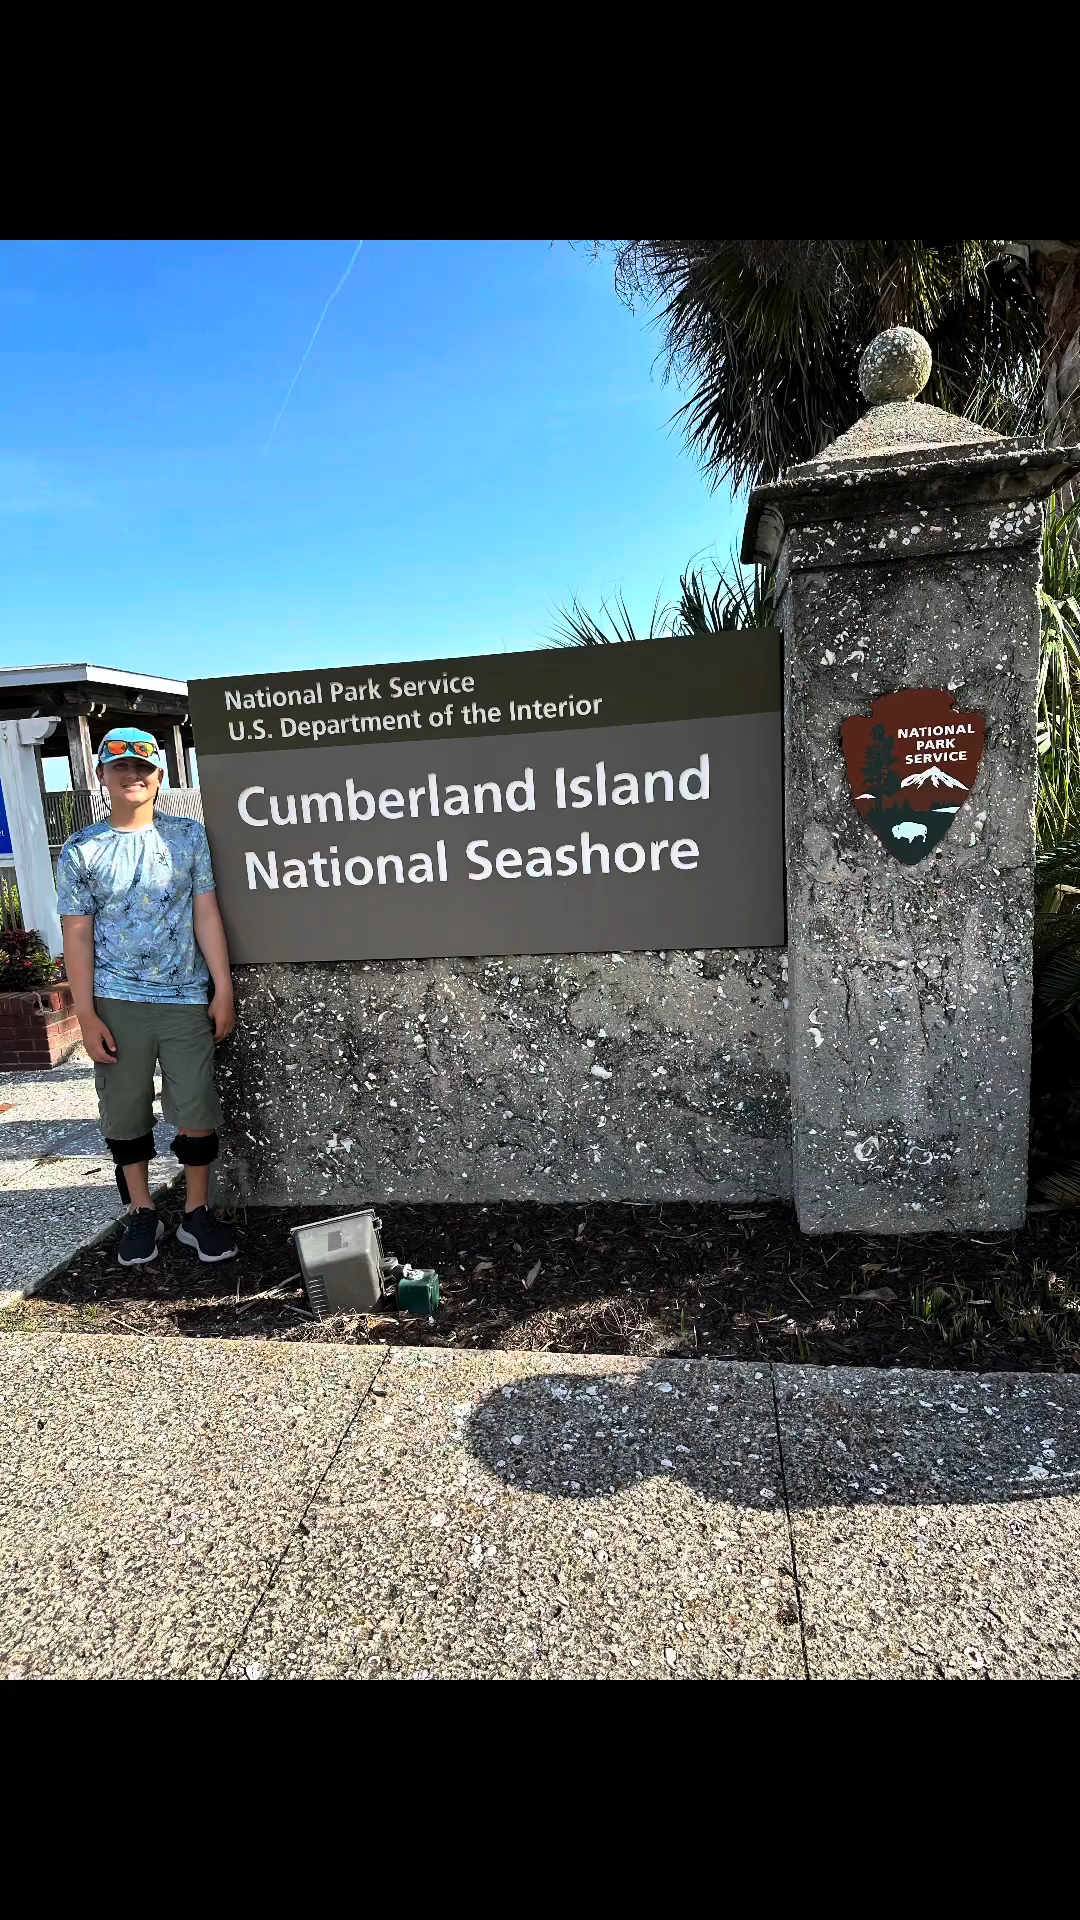 National Park Service
U.S. Department of the Interior
Cumberland Island
National Seashore
NATIONAL
PARK
SERVICE